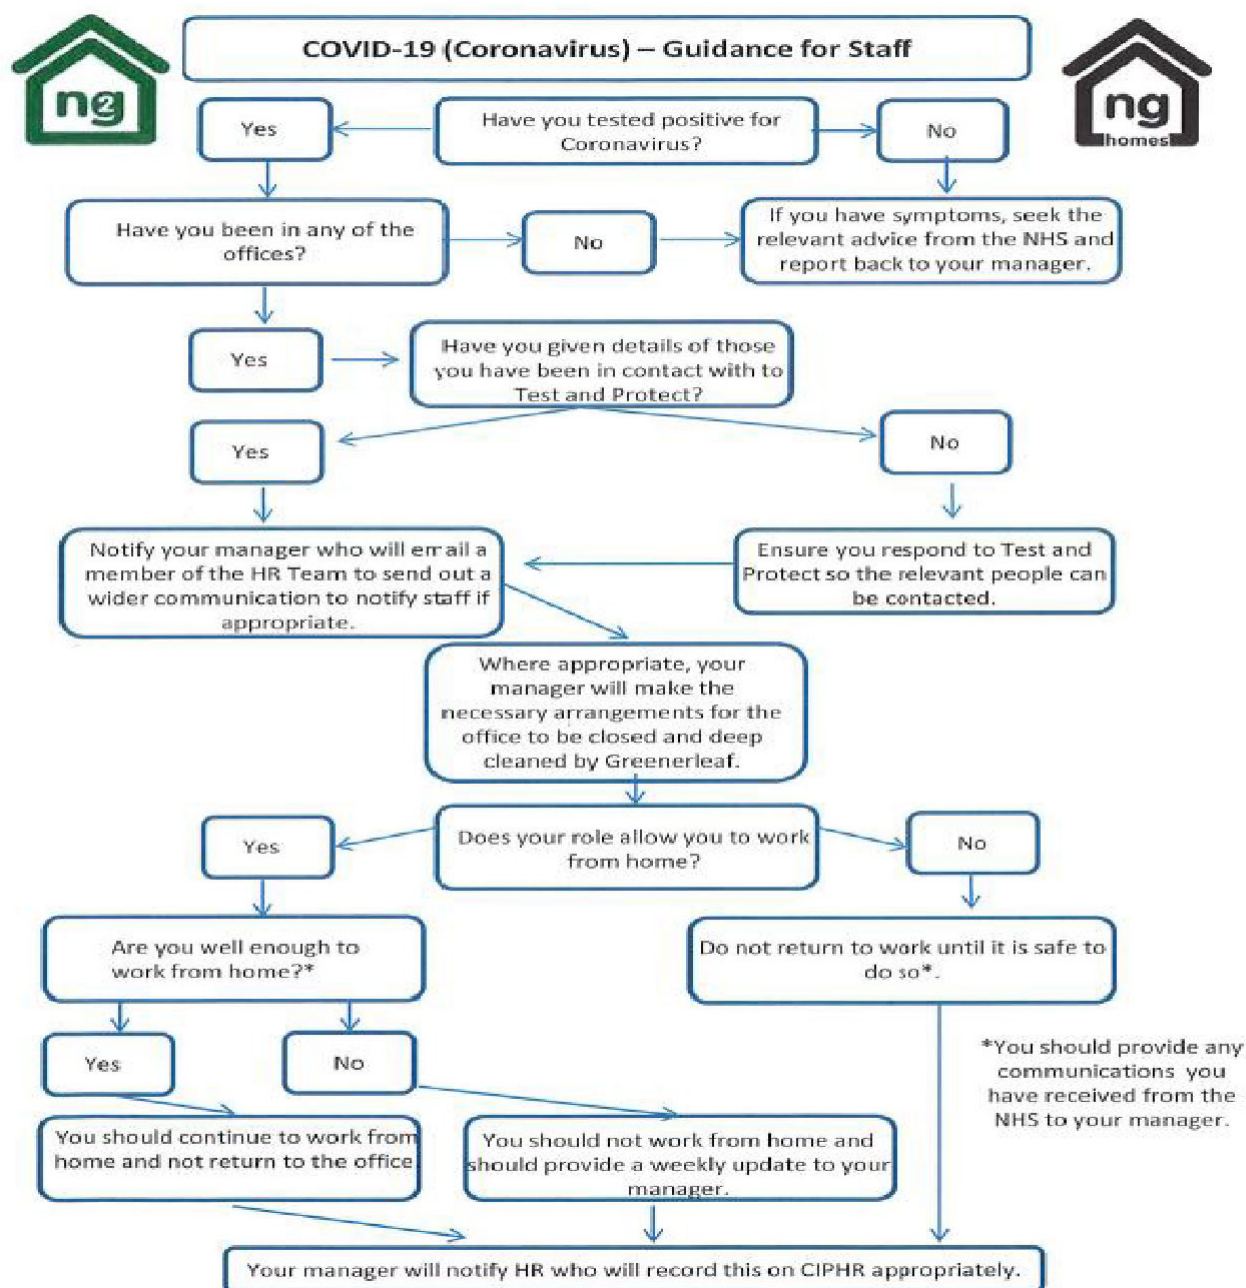 ng2
COVID-19 (Coronavirus) – Guidance for Staff
ng
homes
Yes
Have you tested positive for
Coronavirus?
No
Have you been in any of the
offices?
No
If you have symptoms, seek the
relevant advice from the NHS and
report back to your manager.
Yes
Have you given details of those
you have been in contact with to
Test and Protect?
Yes
No
Notify your manager who will email a
member of the HR Team to send out a
wider communication to notify staff if
appropriate.
Ensure you respond to Test and
Protect so the relevant people can
be contacted.
Where appropriate, your
manager will make the
necessary arrangements for the
office to be closed and deep
cleaned by Greenerleaf.
Yes
Does your role allow you to work
from home?
No
Are you well enough to
work from home?*
Do not return to work until it is safe to
do so*.
Yes
No
*You should provide any
communications you
have received from the
NHS to your manager.
You should continue to work from
home and not return to the office.
You should not work from home and
should provide a weekly update to your
manager.
Your manager will notify HR who will record this on CIPHR appropriately.